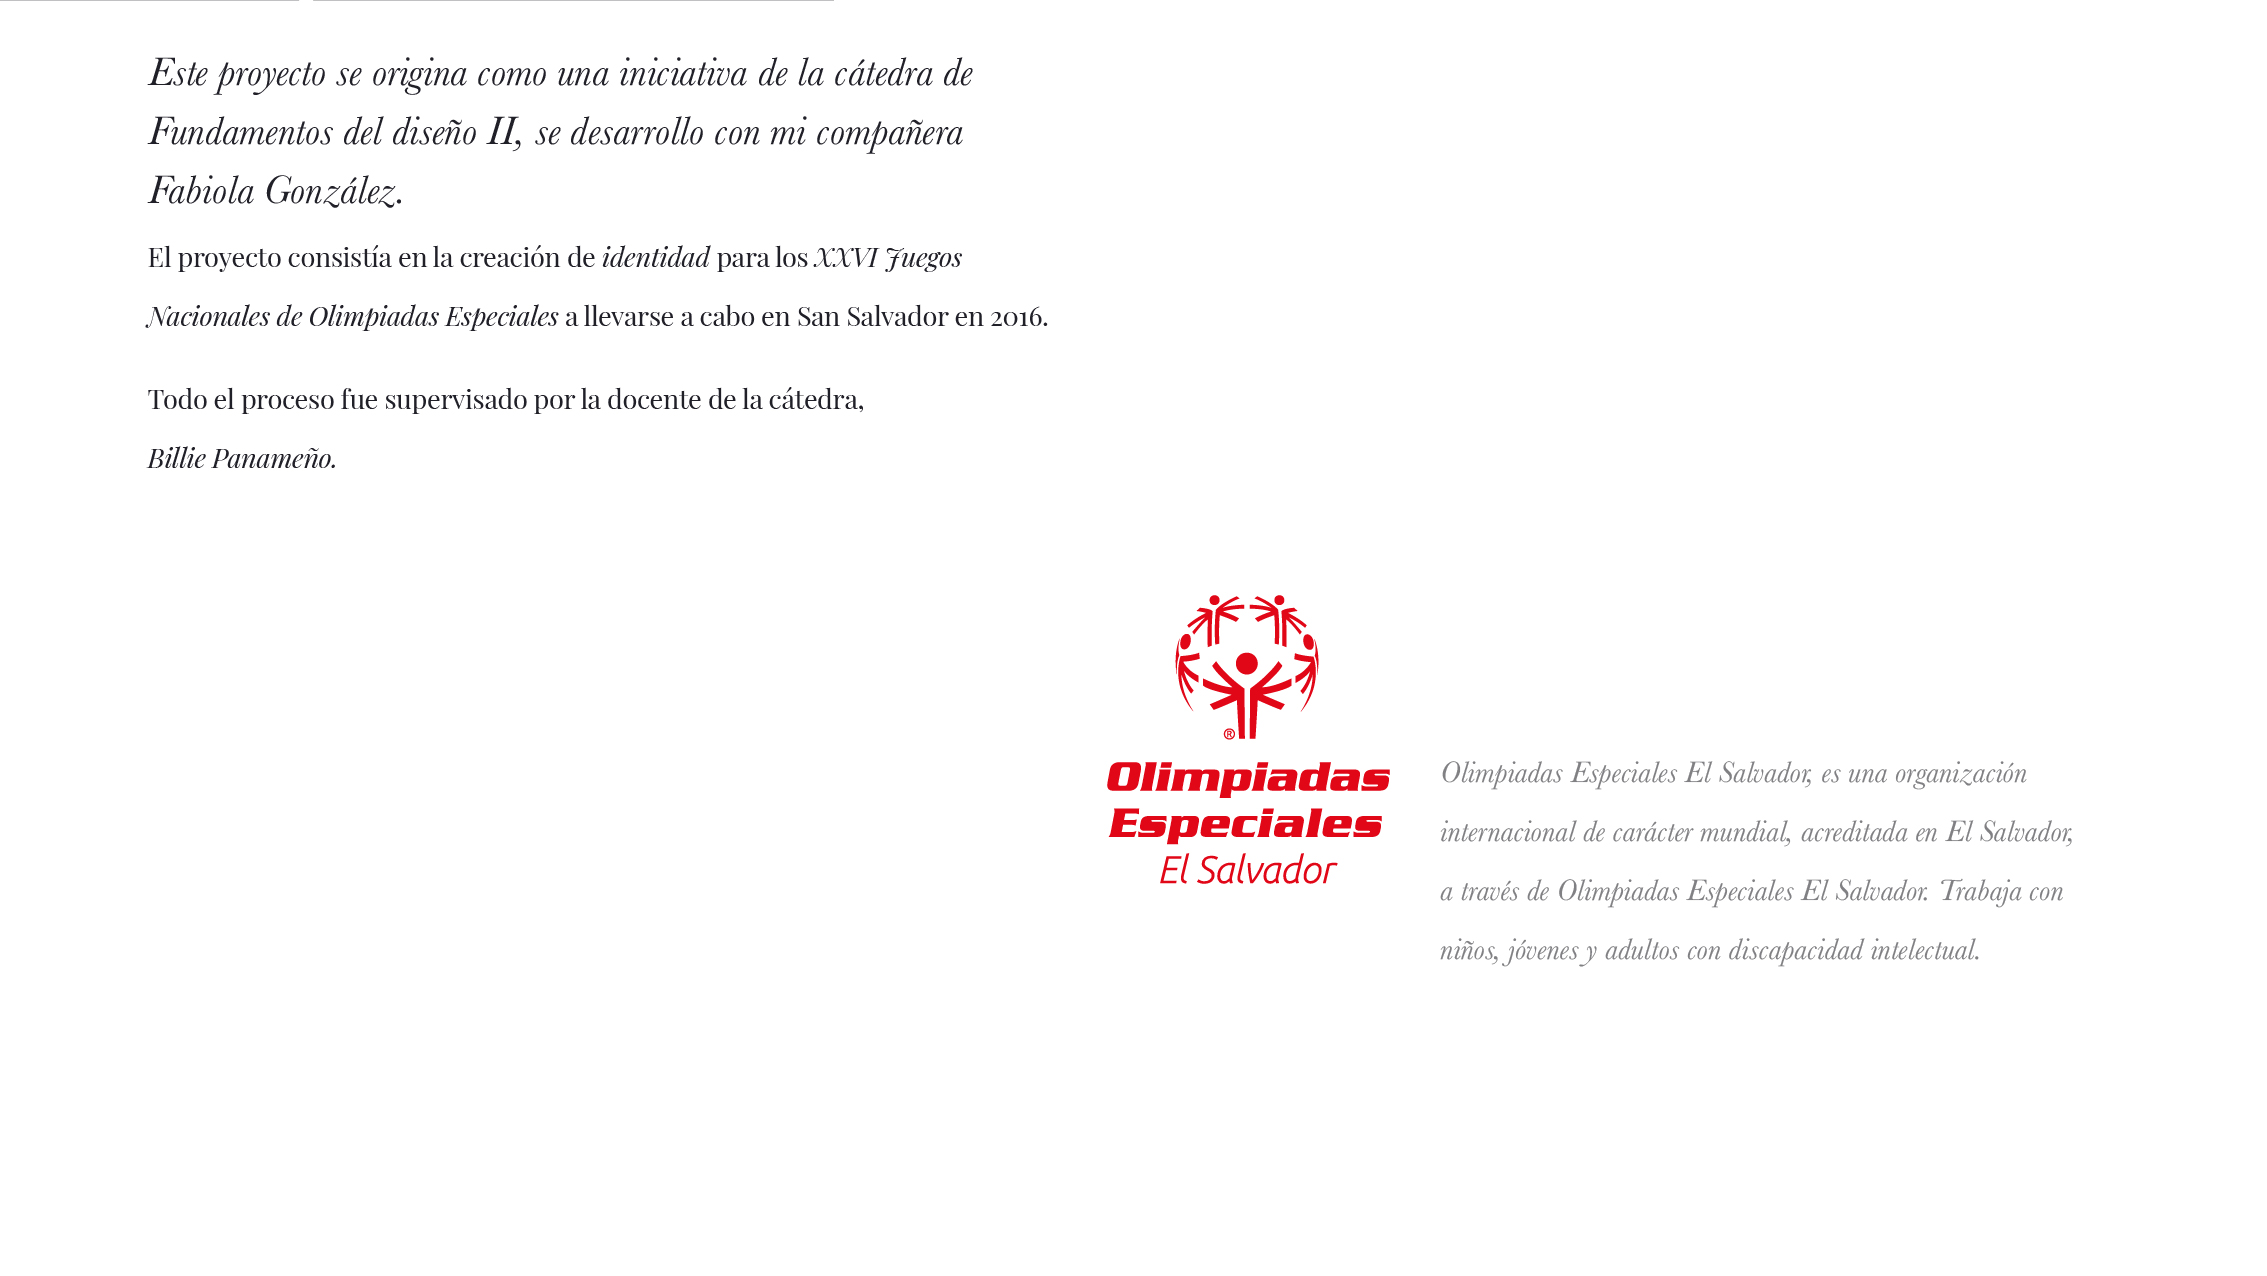 Este proyecto se origina como una iniciativa de la cátedra de
Fundamentos del diseño II, se desarrollo con mi compañera
Fabiola González.
El proyecto consistía en la creación de identidad para los XXVI Juegos
Nacionales de Olimpiadas Especiales a llevarse a cabo en San Salvador en 2016.
Todo el proceso fue supervisado por la docente de la cátedra,
Billie Panameño.
®
Olimpiadas
Especiales
El Salvador
Olimpiadas Especiales El Salvador, es una organización
internacional de carácter mundial, acreditada en El Salvador,
a través de Olimpiadas Especiales El Salvador. Trabaja con
niños, jóvenes y adultos con discapacidad intelectual.